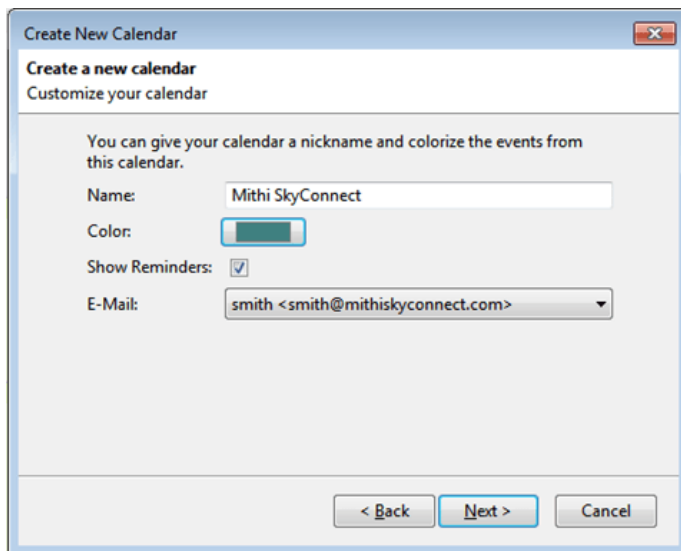 Create New Calendar
Create a new calendar
Customize your calendar
You can give your calendar a nickname and colorize the events from
this calendar.
Name: Mithi SkyConnect
Color:
Show Reminders:
E-Mail: smith <smith@mithiskyconnect.com>
< Back Next > Cancel